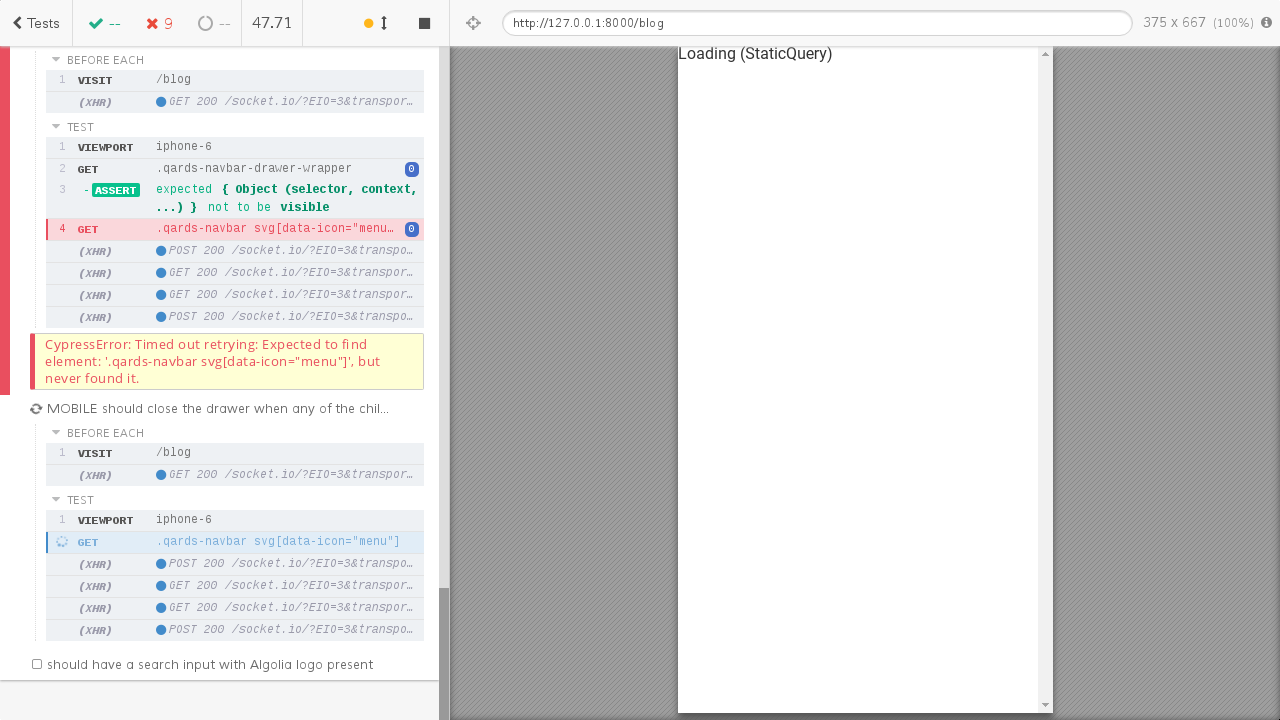 Tests
--
9
--
47.71
http://127.0.0.1:8000/blog
375 x 667 (100%)
BEFORE EACH
1 VISIT /blog
(XHR) GET 200 /socket.io/?EIO=3&transpor…
TEST
1 VIEWPORT iphone-6
2 GET .qards-navbar-drawer-wrapper 0
3 -ASSERT expected { Object (selector, context,
...) } not to be visible
4 GET .qards-navbar svg[data-icon="menu… 0
(XHR) POST 200 /socket.io/?EIO=3&transpo…
(XHR) GET 200 /socket.io/?EIO=3&transpor…
(XHR) GET 200 /socket.io/?EIO=3&transpor…
(XHR) POST 200 /socket.io/?EIO=3&transpo…
CypressError: Timed out retrying: Expected to find
element: '.qards-navbar svg[data-icon="menu"]', but
never found it.
MOBILE should close the drawer when any of the chil...
BEFORE EACH
1 VISIT /blog
(XHR) GET 200 /socket.io/?EIO=3&transpor…
TEST
1 VIEWPORT iphone-6
GET .qards-navbar svg[data-icon="menu"]
(XHR) POST 200 /socket.io/?EIO=3&transpo…
(XHR) GET 200 /socket.io/?EIO=3&transpor…
(XHR) GET 200 /socket.io/?EIO=3&transpor…
(XHR) POST 200 /socket.io/?EIO=3&transpo…
should have a search input with Algolia logo present
Loading (StaticQuery)